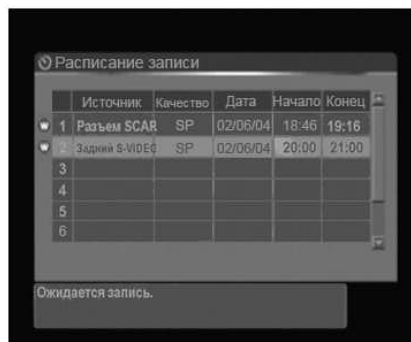 Расписание записи
Источник Качество Дата Начало Конец
1 Разъем SCAR SP 02/06/04 18:46 19:16
2 Задний S-VIDEO SP 02/06/04 20:00 21:00
3
4
5
6
Ожидается запись.